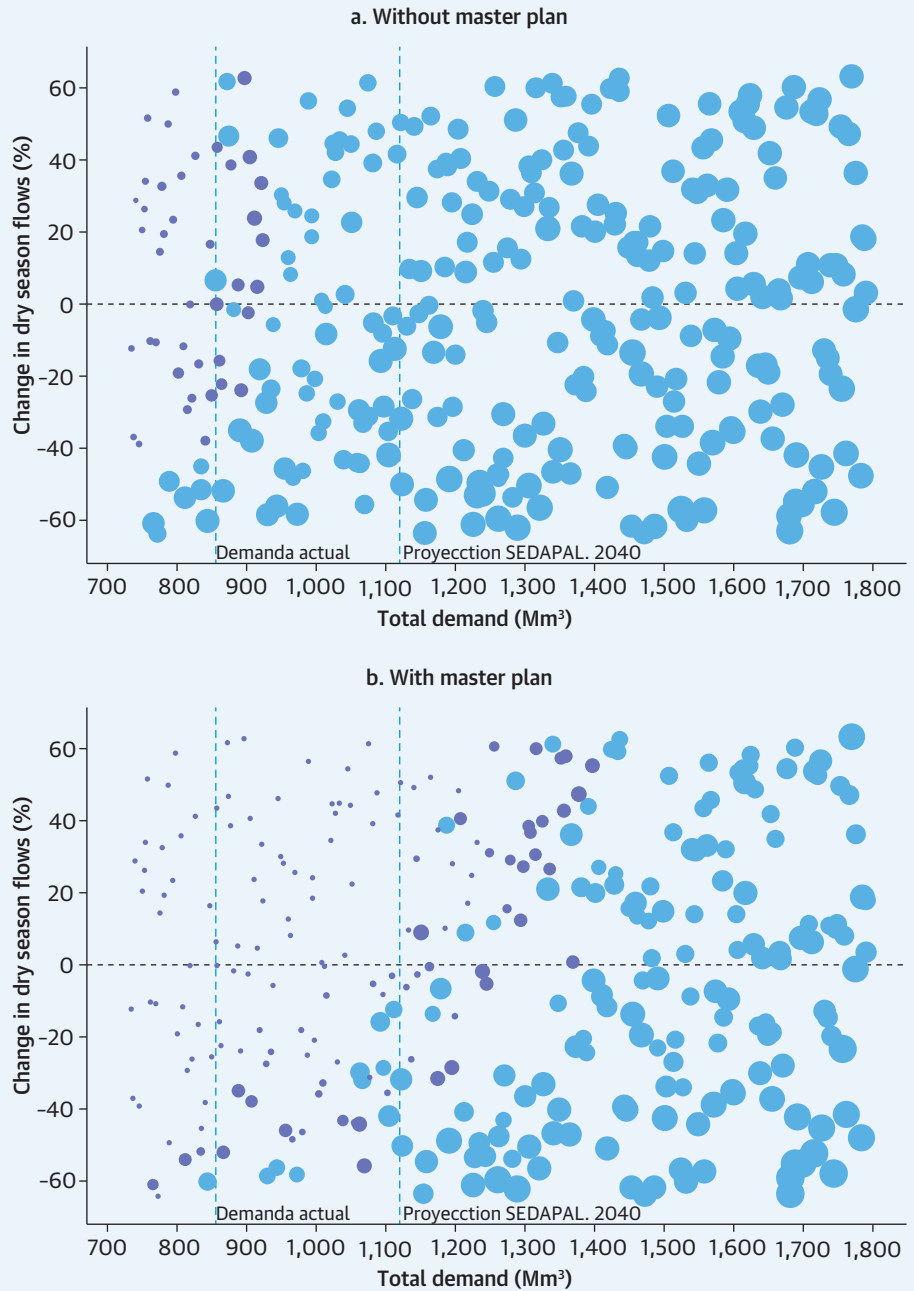 a. Without master plan
Change in dry season flows (%)
60
40
20
0
−20
−40
−60
Demanda actual
Proyecction SEDAPAL. 2040
700 800 900 1,000 1,100 1,200 1,300 1,400 1,500 1,600 1,700 1,800
Total demand (Mm³)
b. With master plan
Change in dry season flows (%)
60
40
20
0
−20
−40
−60
Demanda actual
Proyecction SEDAPAL. 2040
700 800 900 1,000 1,100 1,200 1,300 1,400 1,500 1,600 1,700 1,800
Total demand (Mm³)